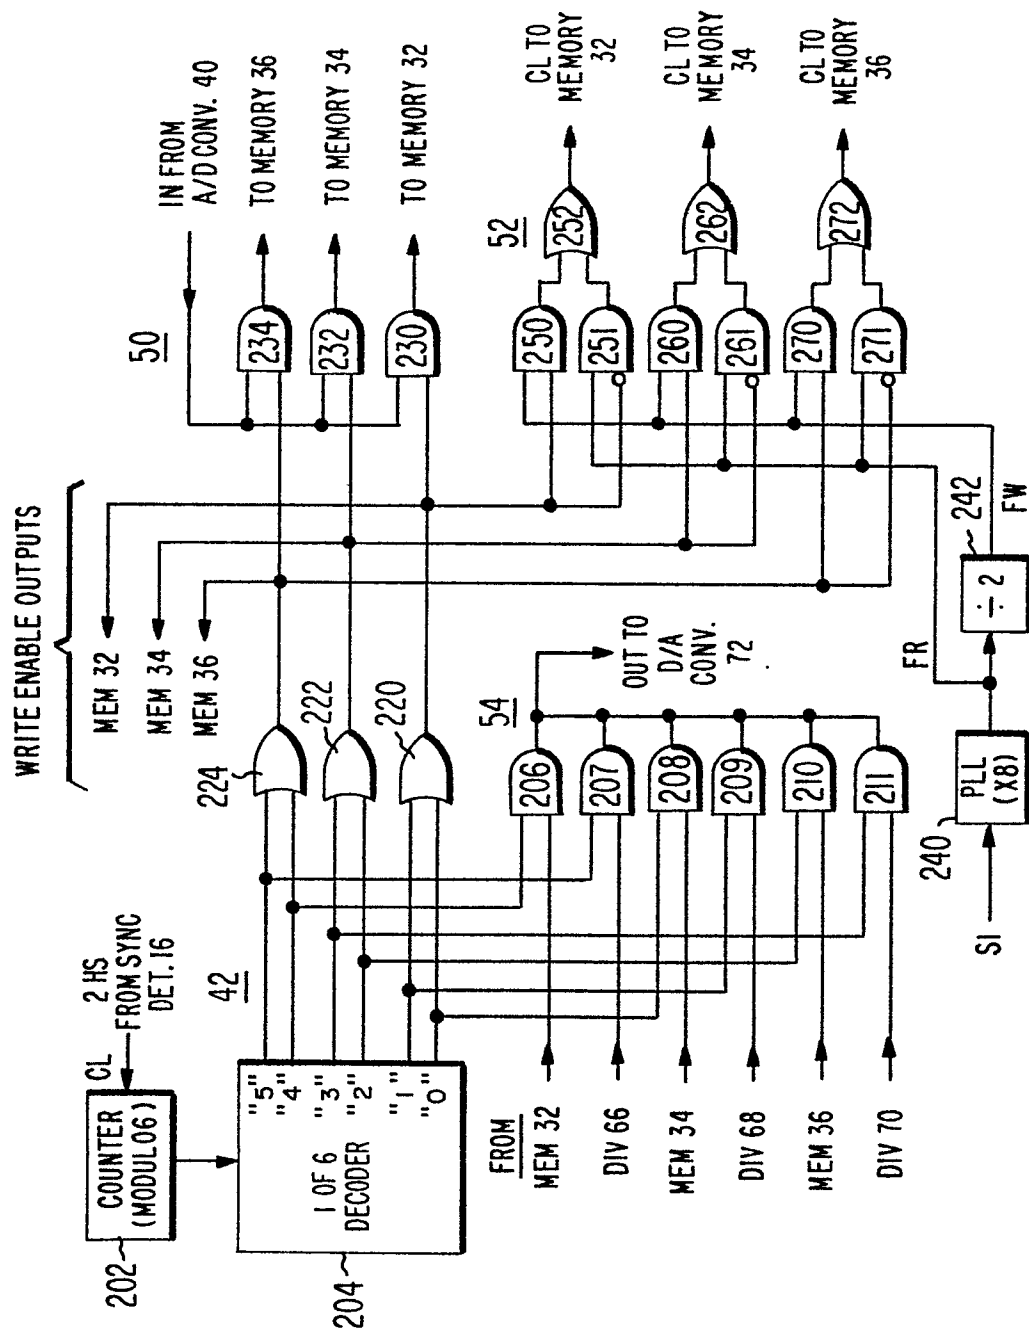 COUNTER
(MODULO6)
202
CL
2 HS
FROM SYNC
DET. 16
1 OF 6
DECODER
204
"5"
"4"
"3"
"2"
"1"
"0"
42
224
222
220
WRITE ENABLE OUTPUTS
MEM 32
MEM 34
MEM 36
50
IN FROM
A/D CONV. 40
234
232
230
TO MEMORY 36
TO MEMORY 34
TO MEMORY 32
FROM
MEM 32
DIV 66
MEM 34
DIV 68
MEM 36
DIV 70
206
207
208
209
210
211
54
OUT TO
D/A
CONV.
72
52
250
251
260
261
270
271
252
262
272
CL TO
MEMORY
32
CL TO
MEMORY
34
CL TO
MEMORY
36
SI
240
PLL
(X8)
FR
÷ 2
242
FW